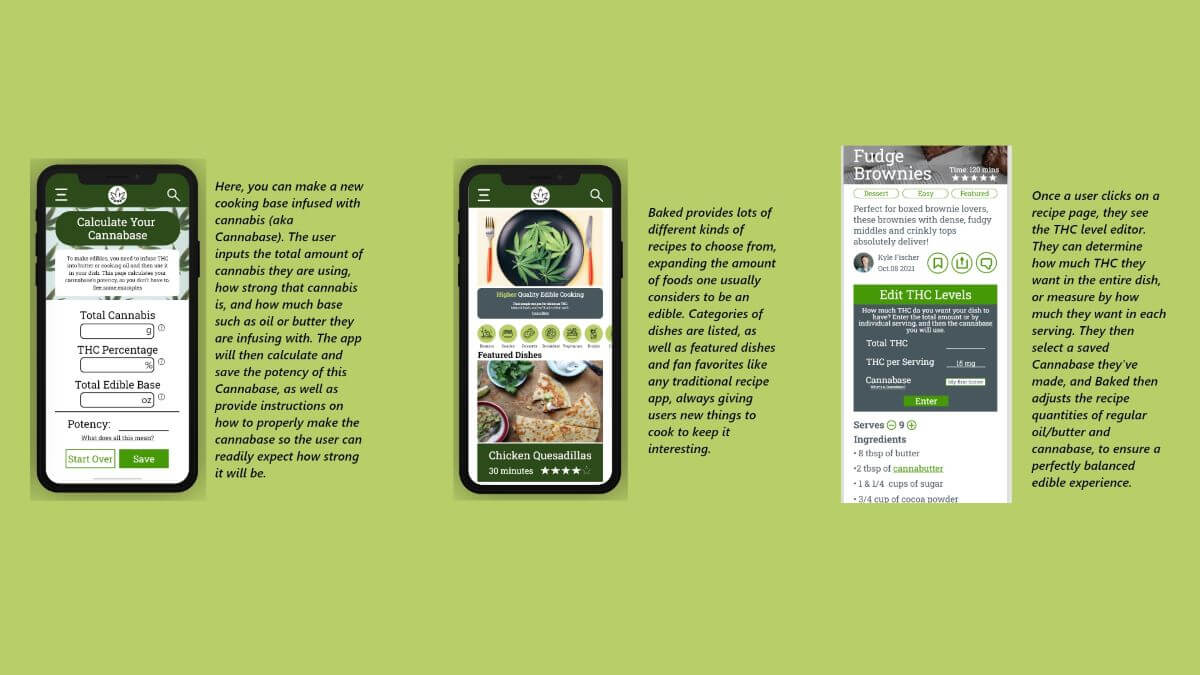 Calculate Your
Cannabase
To make edibles, you need to infuse THC
into butter or cooking oil and then use it
in your dish. This page calculates your
cannabase's potency, so you don't have to.
See some examples
Total Cannabis
g
THC Percentage
%
Total Edible Base
oz
Potency:
What does all this mean?
Start Over
Save
Here, you can make a new
cooking base infused with
cannabis (aka
Cannabase). The user
inputs the total amount of
cannabis they are using,
how strong that cannabis
is, and how much base
such as oil or butter they
are infusing with. The app
will then calculate and
save the potency of this
Cannabase, as well as
provide instructions on
how to properly make the
cannabase so the user can
readily expect how strong
it will be.
Higher Quality Edible Cooking
Featured Dishes
Chicken Quesadillas
30 minutes ★★★★☆
Baked provides lots of
different kinds of
recipes to choose from,
expanding the amount
of foods one usually
considers to be an
edible. Categories of
dishes are listed, as
well as featured dishes
and fan favorites like
any traditional recipe
app, always giving
users new things to
cook to keep it
interesting.
Fudge
Brownies
Time: 120 mins
★★★★★
Dessert
Easy
Featured
Perfect for boxed brownie lovers,
these brownies with dense, fudgy
middles and crinkly tops
absolutely deliver!
Kyle Fischer
Oct.08 2021
Edit THC Levels
How much THC do you want your dish to
have? Enter the total amount or by
individual serving, and then the cannabase
you will use.
Total THC
THC per Serving
15 mg
Cannabase
What is a Cannabase?
Enter
Serves 9
Ingredients
• 8 tbsp of butter
•2 tbsp of cannabutter
• 1 & 1/4 cups of sugar
• 3/4 cup of cocoa powder
Once a user clicks on a
recipe page, they see
the THC level editor.
They can determine
how much THC they
want in the entire dish,
or measure by how
much they want in each
serving. They then
select a saved
Cannabase they've
made, and Baked then
adjusts the recipe
quantities of regular
oil/butter and
cannabase, to ensure a
perfectly balanced
edible experience.